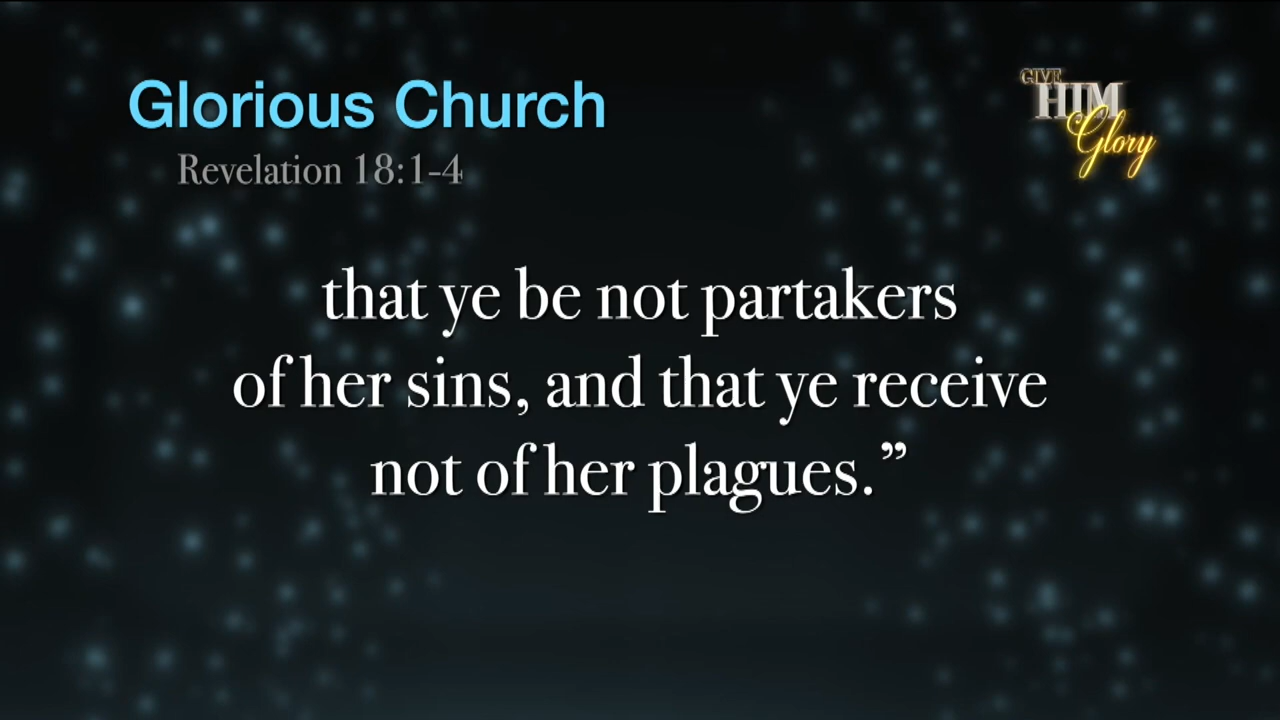 Glorious Church
Revelation 18:1-4
GIVE
HIM
Glory
that ye be not partakers
of her sins, and that ye receive
not of her plagues.”